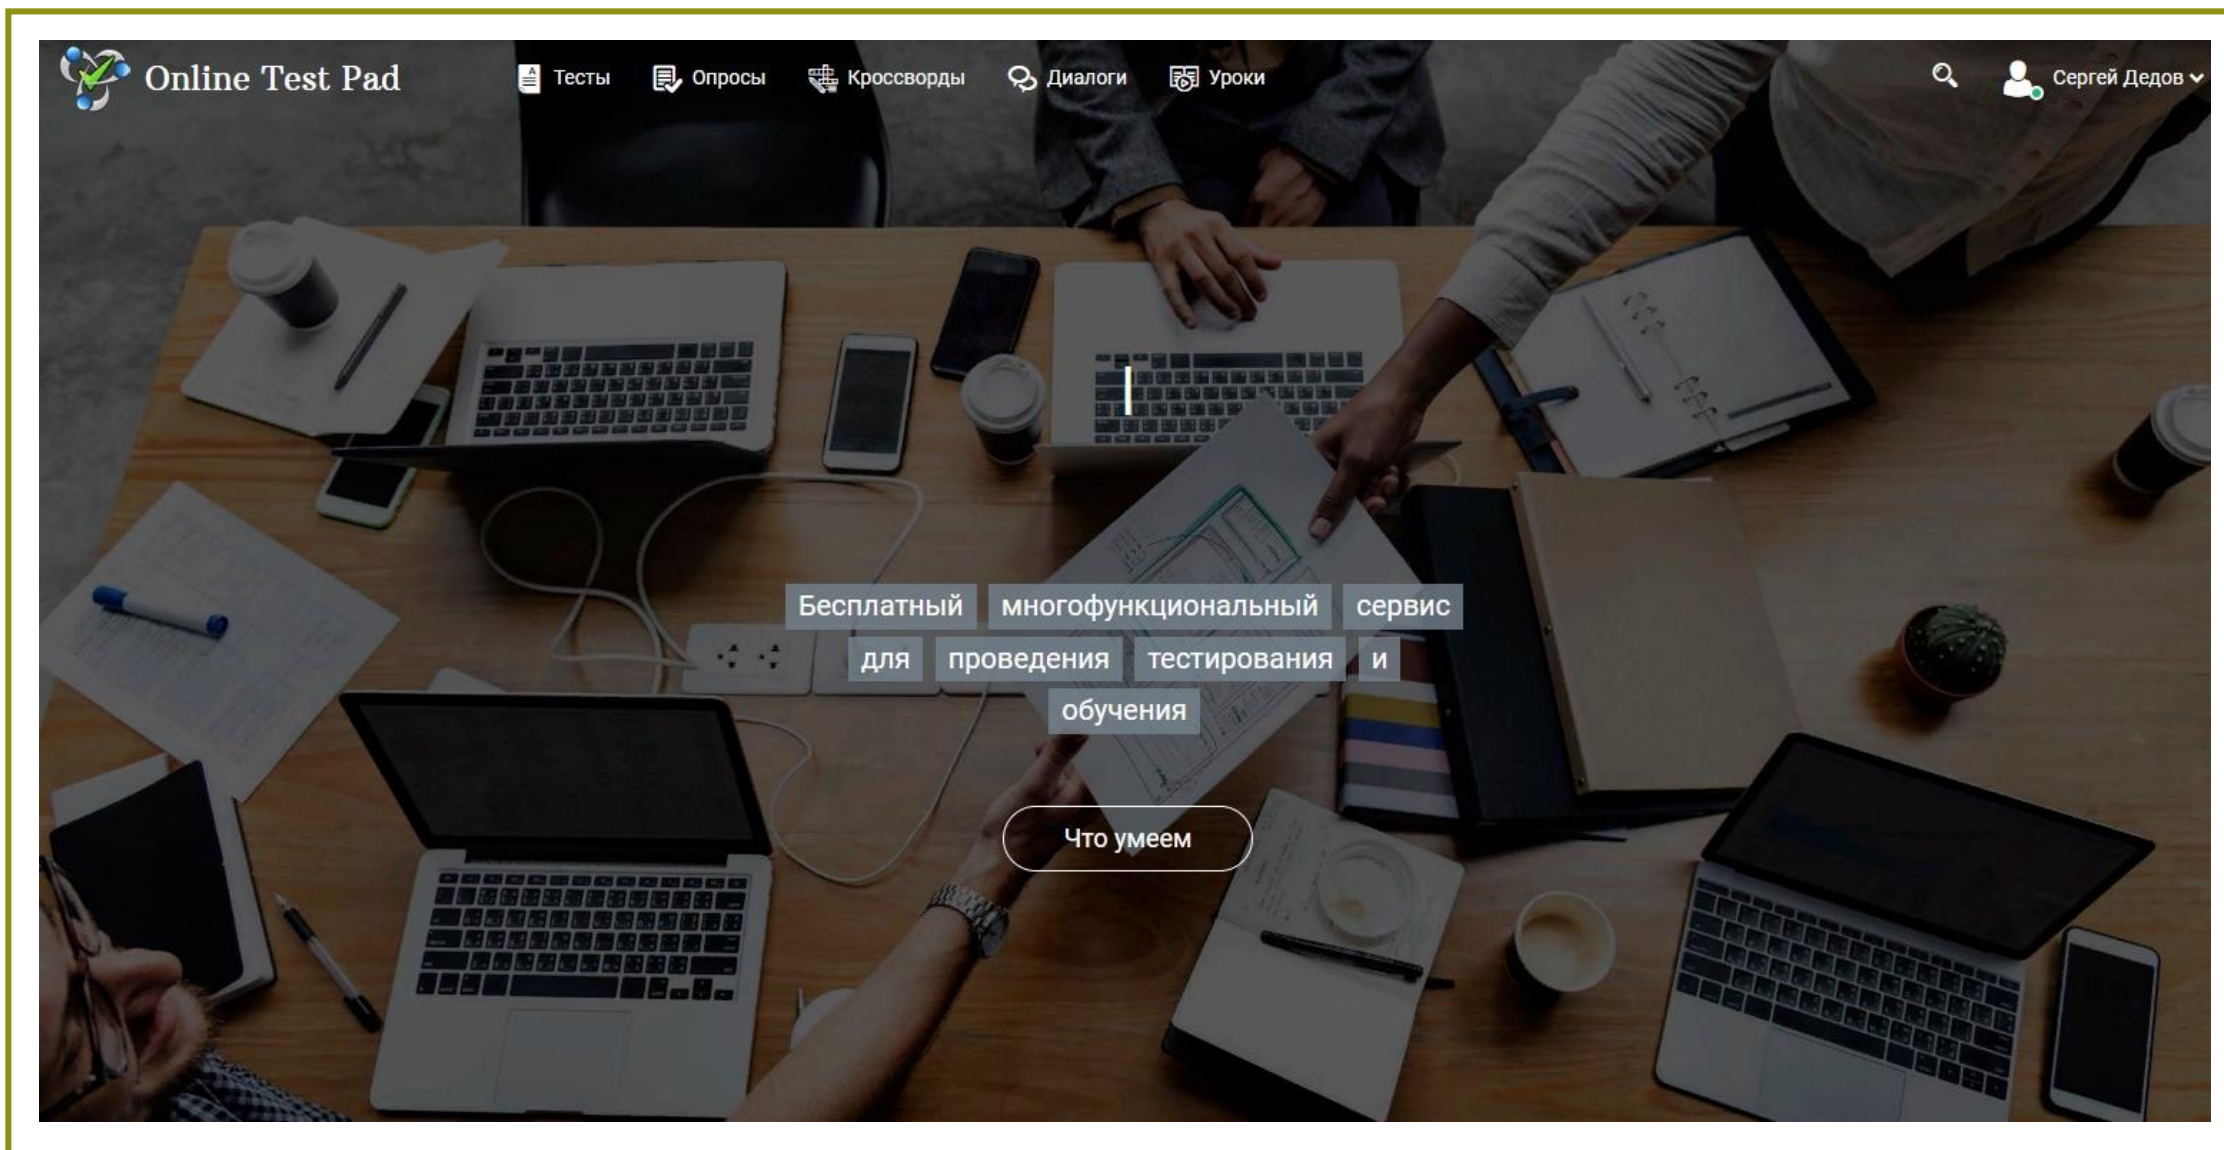 Online Test Pad Тесты Опросы Кроссворды Диалоги Уроки Сергей Дедов
Бесплатный многофункциональный сервис
для проведения тестирования и
обучения
Что умеем